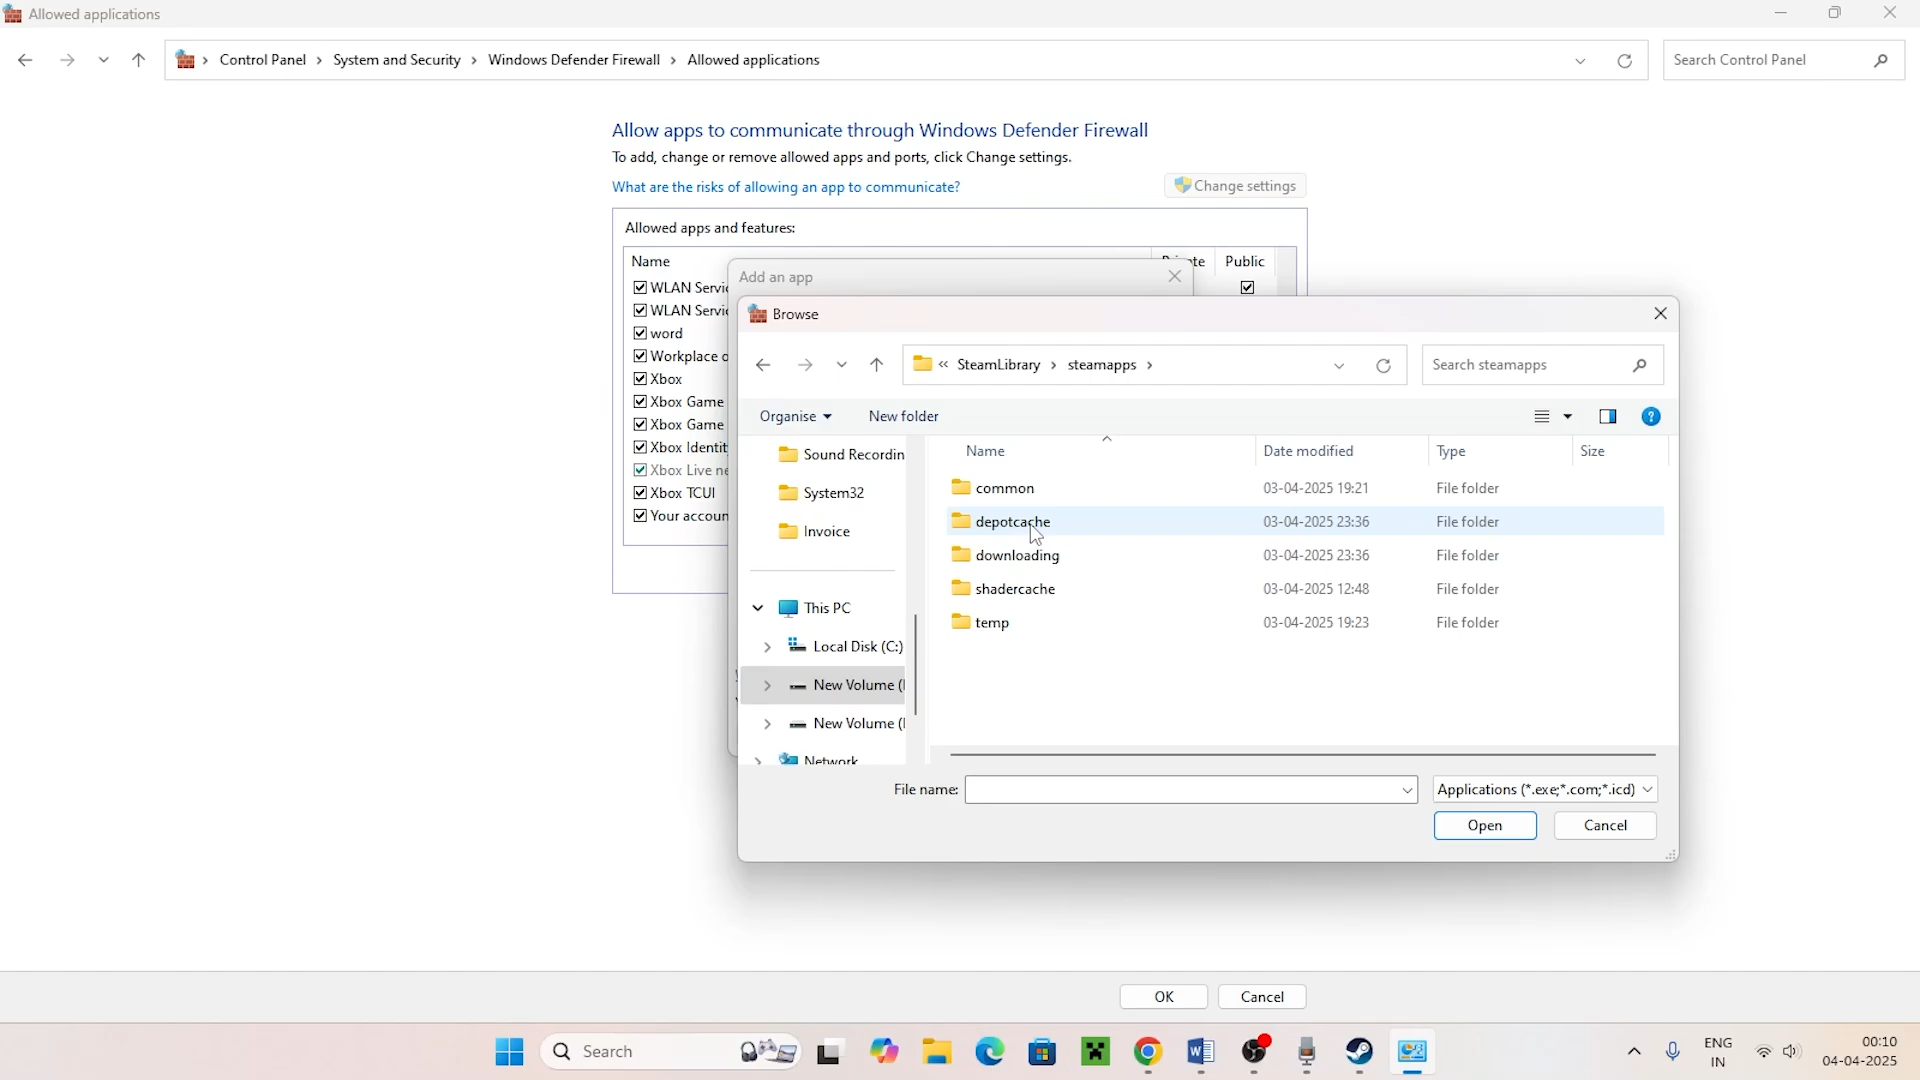 Allowed applications
Control Panel > System and Security > Windows Defender Firewall > Allowed applications
Search Control Panel
Allow apps to communicate through Windows Defender Firewall
To add, change or remove allowed apps and ports, click Change settings.
What are the risks of allowing an app to communicate?
Change settings
Allowed apps and features:
Name
Public
WLAN Servi
WLAN Servi
word
Workplace o
Xbox
Xbox Game
Xbox Game
Xbox Identit
Xbox Live ne
Xbox TCUI
Your accoun
Add an app
Browse
« SteamLibrary > steamapps >
Search steamapps
Organise
New folder
Sound Recordin
System32
Invoice
This PC
Local Disk (C:)
New Volume (
New Volume (
Network
Name Date modified Type Size
common 03-04-2025 19:21 File folder
depotcache 03-04-2025 23:36 File folder
downloading 03-04-2025 23:36 File folder
shadercache 03-04-2025 12:48 File folder
temp 03-04-2025 19:23 File folder
File name:
Applications (*.exe;*.com;*.icd)
Open
Cancel
OK
Cancel
Search
ENG
IN
00:10
04-04-2025